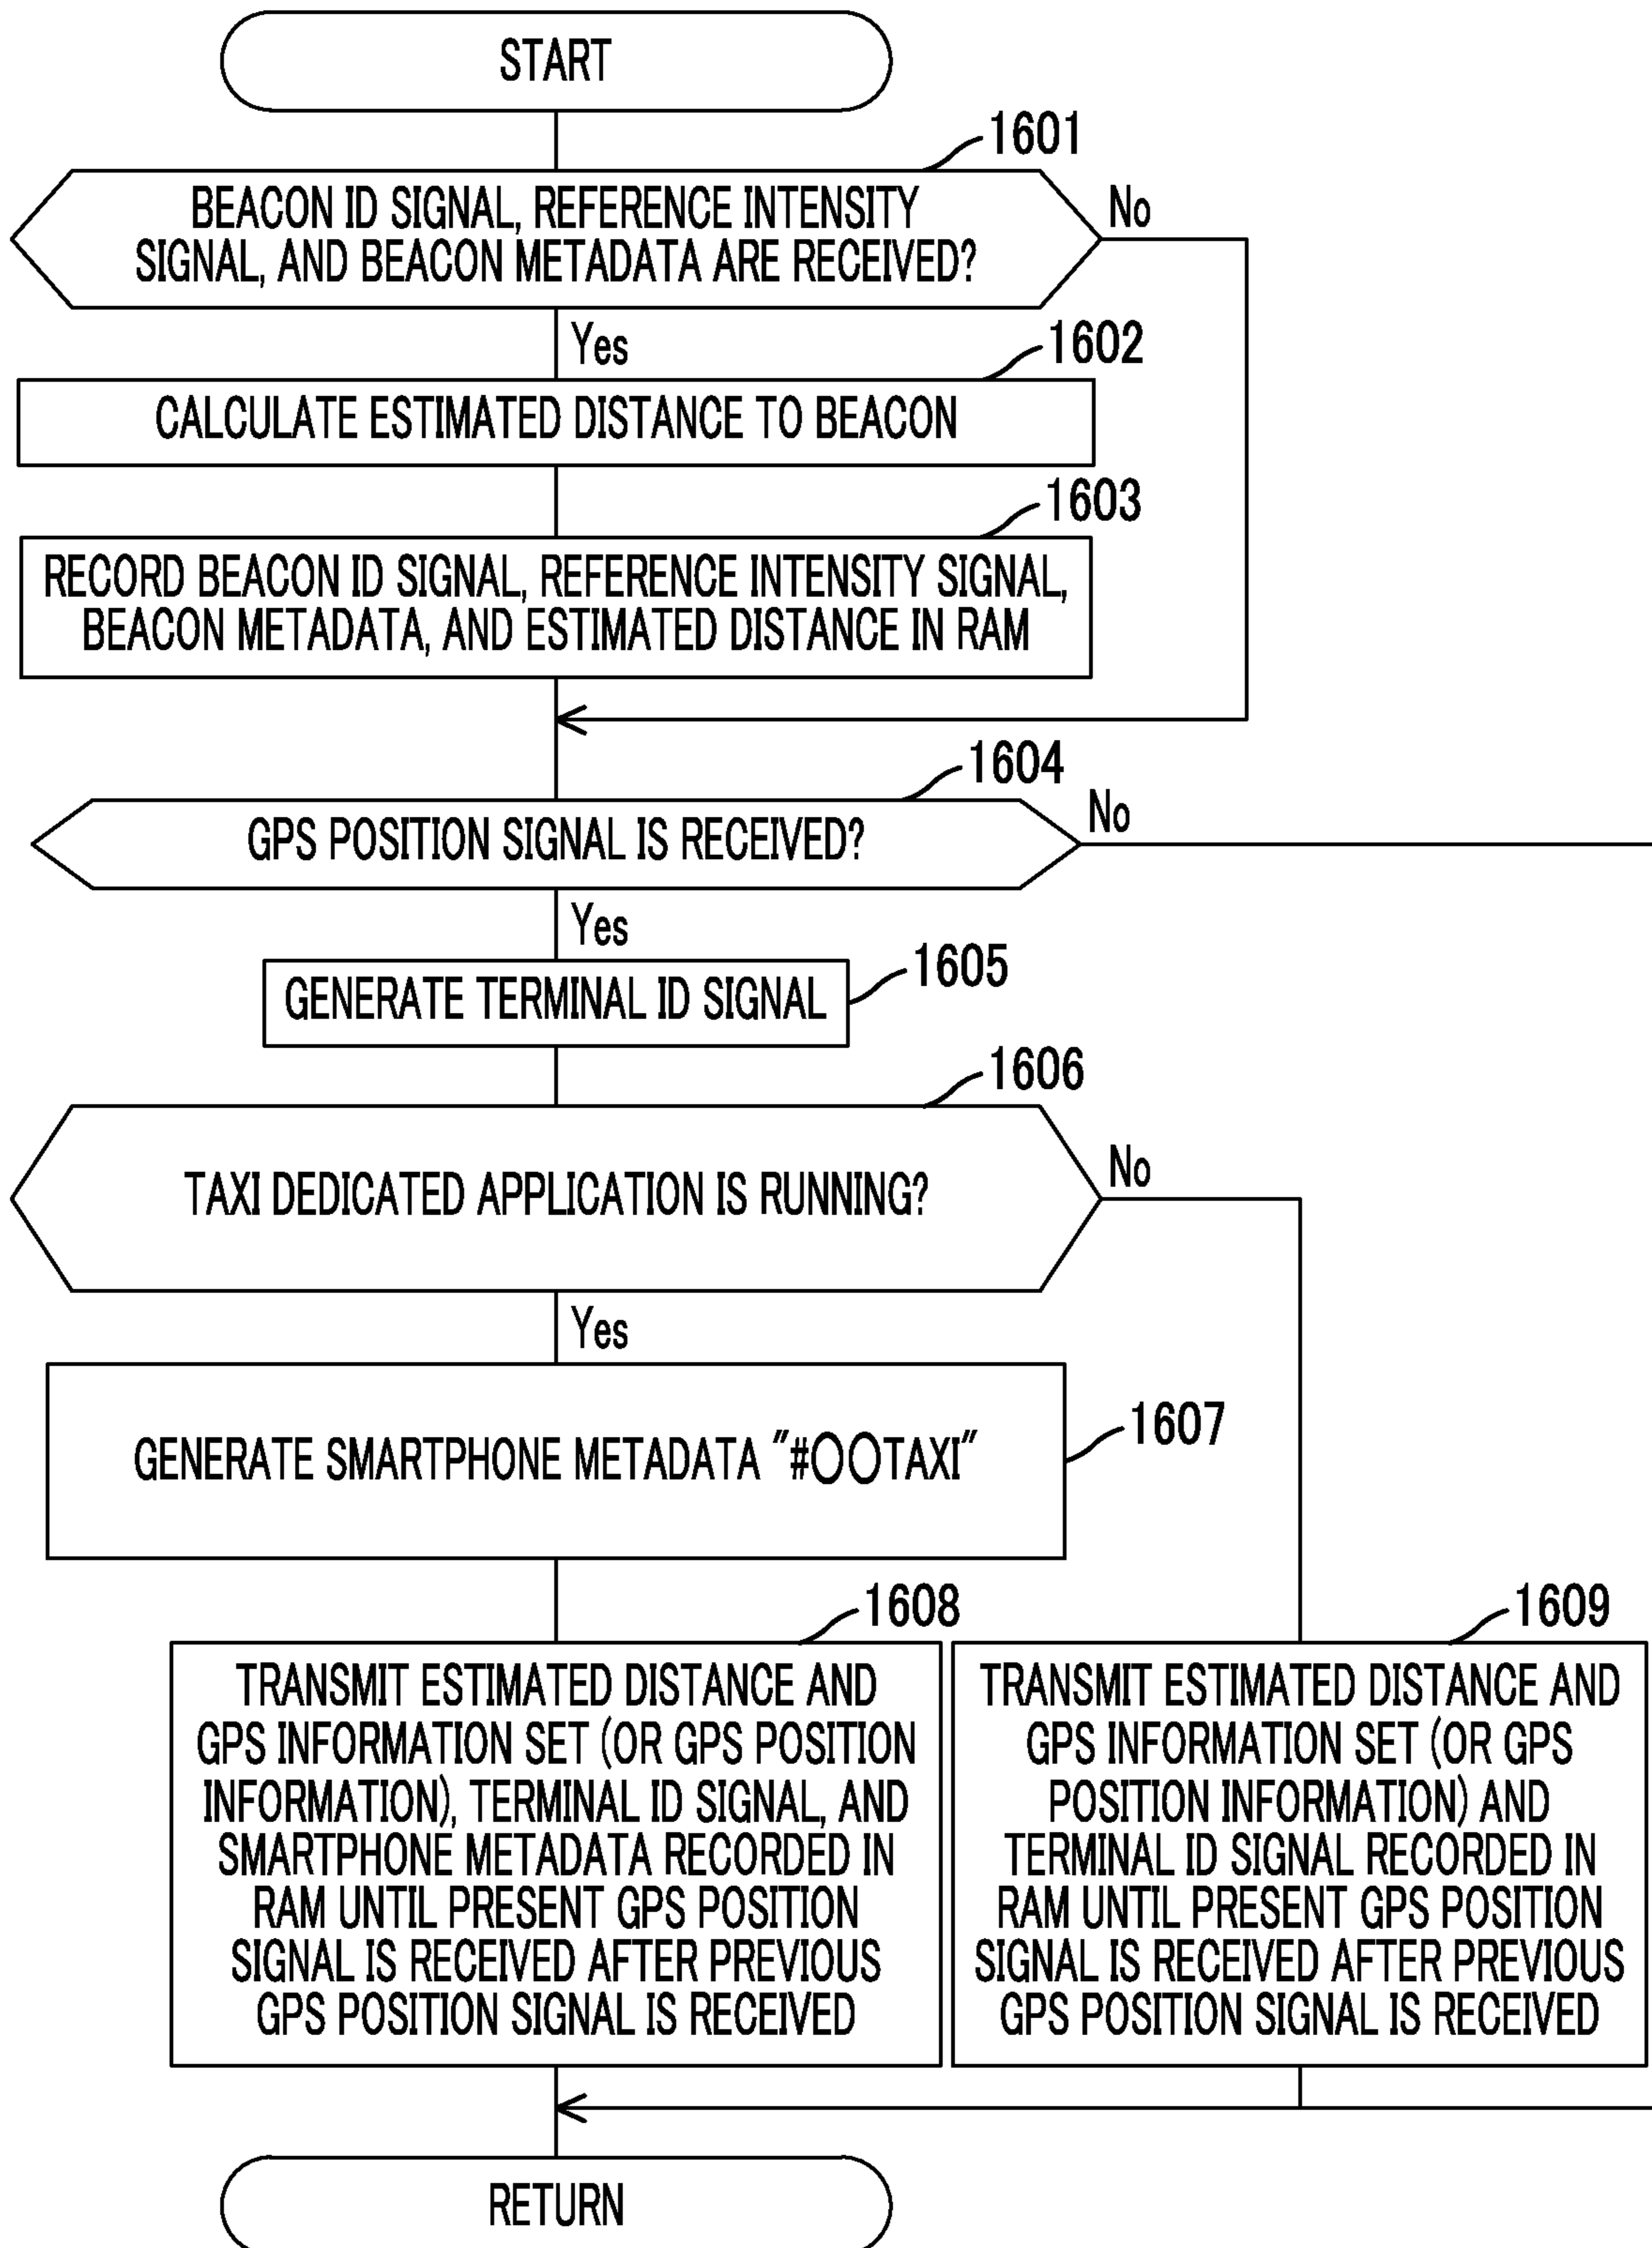 START
1601
BEACON ID SIGNAL, REFERENCE INTENSITY
SIGNAL, AND BEACON METADATA ARE RECEIVED?
No
Yes
1602
CALCULATE ESTIMATED DISTANCE TO BEACON
1603
RECORD BEACON ID SIGNAL, REFERENCE INTENSITY SIGNAL,
BEACON METADATA, AND ESTIMATED DISTANCE IN RAM
1604
GPS POSITION SIGNAL IS RECEIVED?
No
Yes
1605
GENERATE TERMINAL ID SIGNAL
1606
TAXI DEDICATED APPLICATION IS RUNNING?
No
Yes
1607
GENERATE SMARTPHONE METADATA "#○○TAXI"
1608
TRANSMIT ESTIMATED DISTANCE AND
GPS INFORMATION SET (OR GPS POSITION
INFORMATION), TERMINAL ID SIGNAL, AND
SMARTPHONE METADATA RECORDED IN
RAM UNTIL PRESENT GPS POSITION
SIGNAL IS RECEIVED AFTER PREVIOUS
GPS POSITION SIGNAL IS RECEIVED
1609
TRANSMIT ESTIMATED DISTANCE AND
GPS INFORMATION SET (OR GPS
POSITION INFORMATION) AND
TERMINAL ID SIGNAL RECORDED IN
RAM UNTIL PRESENT GPS POSITION
SIGNAL IS RECEIVED AFTER PREVIOUS
GPS POSITION SIGNAL IS RECEIVED
RETURN